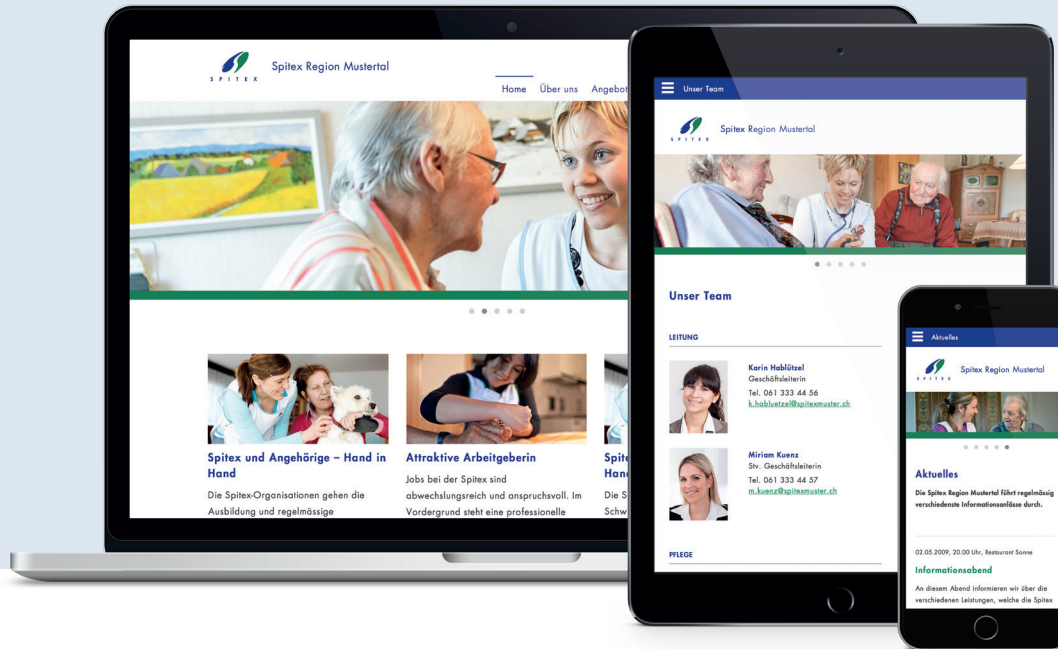 SPITEX
Spitex Region Mustertal
Home Über uns Angebot
Spitex und Angehörige – Hand in
Hand
Die Spitex-Organisationen gehen die
Ausbildung und regelmässige
Attraktive Arbeitgeberin
Jobs bei der Spitex sind
abwechslungsreich und anspruchsvoll. Im
Vordergrund steht eine professionelle
Spite
Hand
Die S
Schw
Unser Team
SPITEX
Spitex Region Mustertal
Unser Team
LEITUNG
Karin Hablützel
Geschäftsleiterin
Tel. 061 333 44 56
k.habluetzel@spitexmuster.ch
Miriam Kuenz
Stv. Geschäftsleiterin
Tel. 061 333 44 57
m.kuenz@spitexmuster.ch
PFLEGE
Aktuelles
SPITEX
Spitex Region Mustertal
Aktuelles
Die Spitex Region Mustertal führt regelmässig
verschiedenste Informationsanlässe durch.
02.05.2009, 20.00 Uhr, Restaurant Sonne
Informationsabend
An diesem Abend informieren wir über die
verschiedenen Leistungen, welche die Spitex